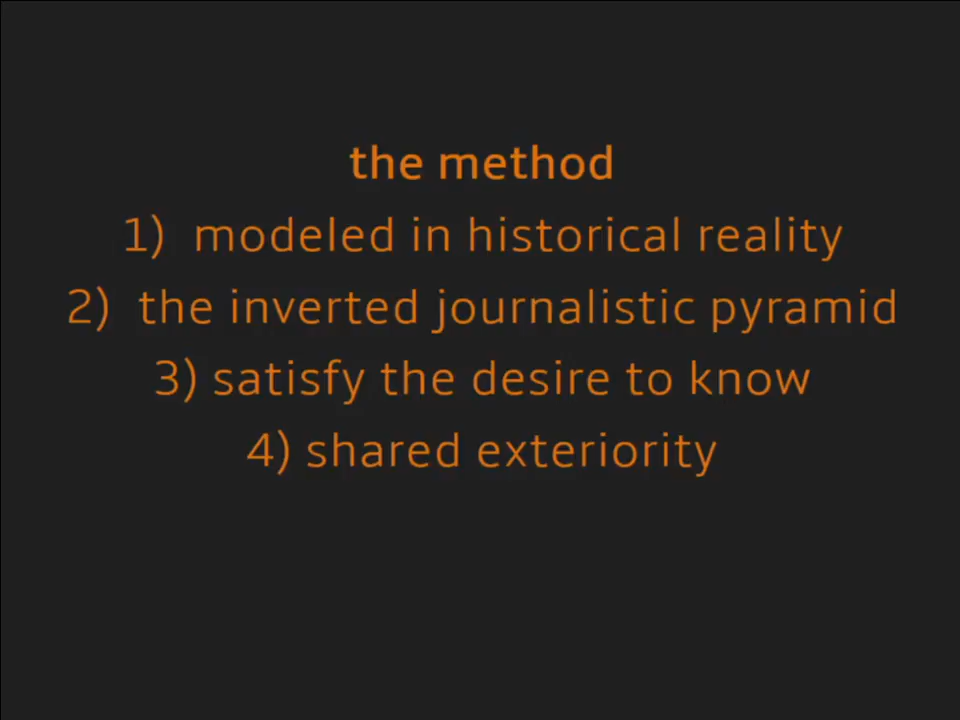 the method
1) modeled in historical reality
2) the inverted journalistic pyramid
3) satisfy the desire to know
4) shared exteriority